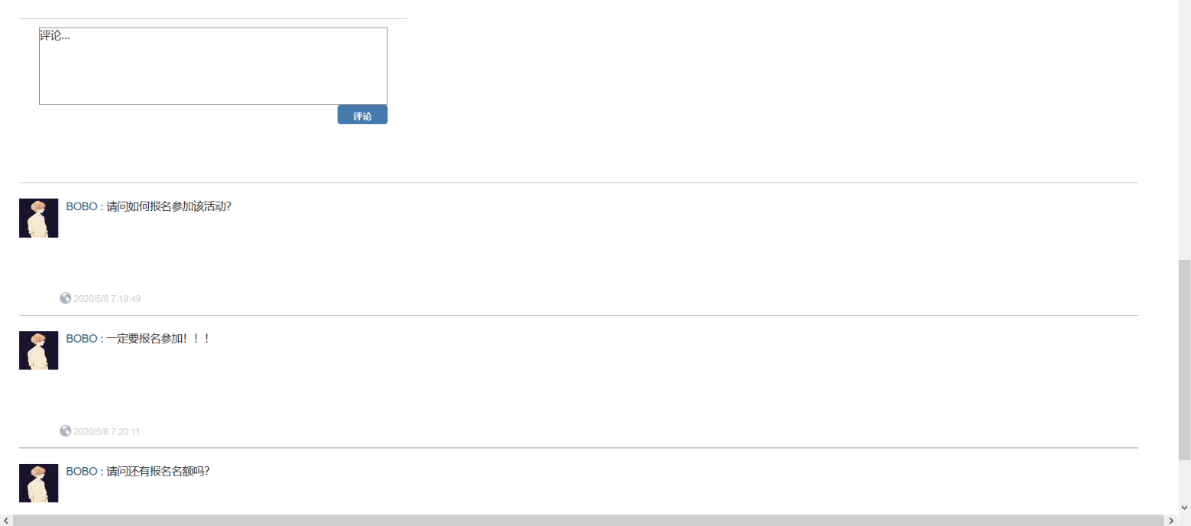 评论...
评论
BOBO : 请问如何报名参加该活动?
2020/5/8 7:19:49
BOBO : 一定要报名参加！！！
2020/5/8 7:20:11
BOBO : 请问还有报名名额吗?